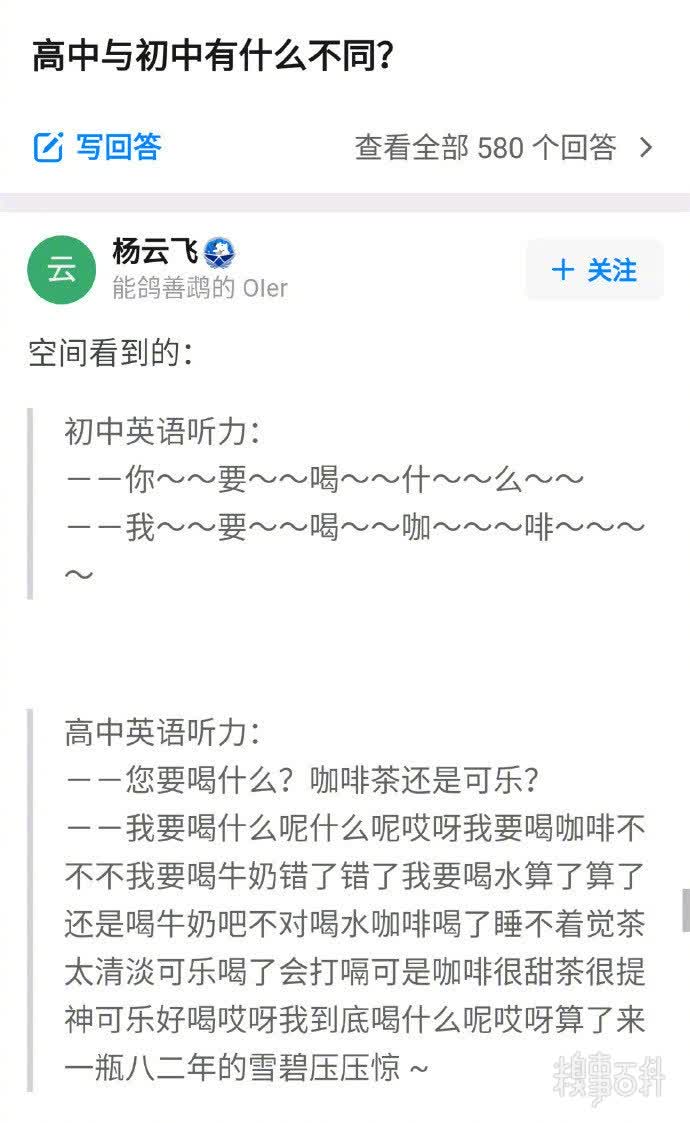 高中与初中有什么不同？
写回答
查看全部 580 个回答
云
杨云飞
能鸽善鹉的 OIer
+ 关注
空间看到的：
初中英语听力：
－－你～～要～～喝～～什～～么～～
－－我～～要～～喝～～咖～～～啡～～～
～
高中英语听力：
－－您要喝什么？咖啡茶还是可乐？
－－我要喝什么呢什么呢哎呀我要喝咖啡不
不不我要喝牛奶错了错了我要喝水算了算了
还是喝牛奶吧不对喝水咖啡喝了睡不着觉茶
太清淡可乐喝了会打嗝可是咖啡很甜茶很提
神可乐好喝哎呀我到底喝什么呢哎呀算了来
一瓶八二年的雪碧压压惊 ~
糗事百科